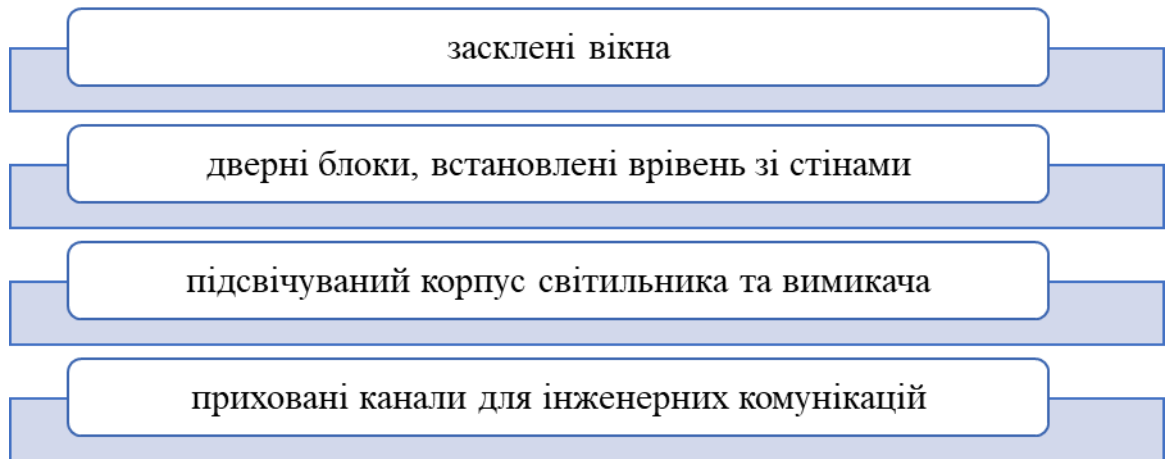 засклені вікна
дверні блоки, встановлені врівень зі стінами
підсвічуваний корпус світильника та вимикача
приховані канали для інженерних комунікацій